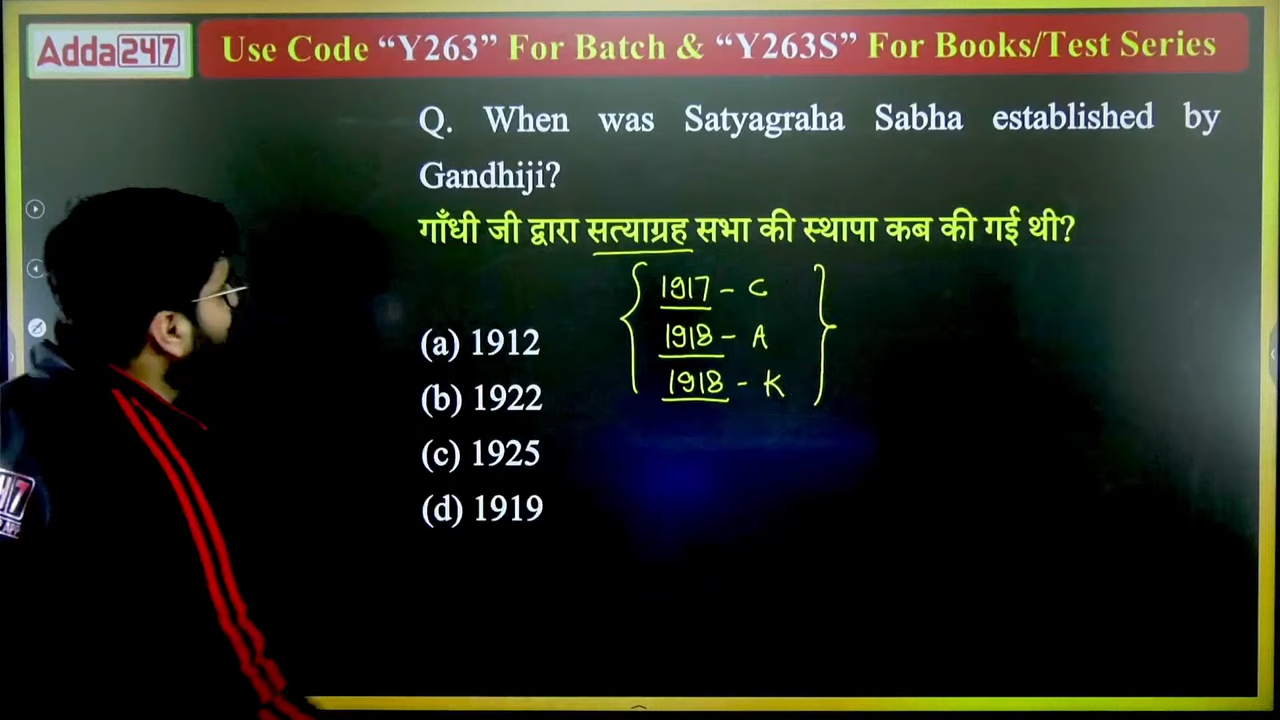 Adda247 Use Code “Y263” For Batch & “Y263S” For Books/Test Series
Q. When was Satyagraha Sabha established by
Gandhiji?
गाँधी जी द्वारा सत्याग्रह सभा की स्थापा कब की गई थी?
1917 - C
1918 - A
1918 - K
(a) 1912
(b) 1922
(c) 1925
(d) 1919